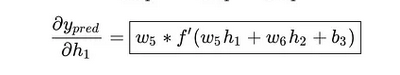 ∂y_pred/∂h₁ = w₅ * f′(w₅h₁ + w₆h₂ + b₃)